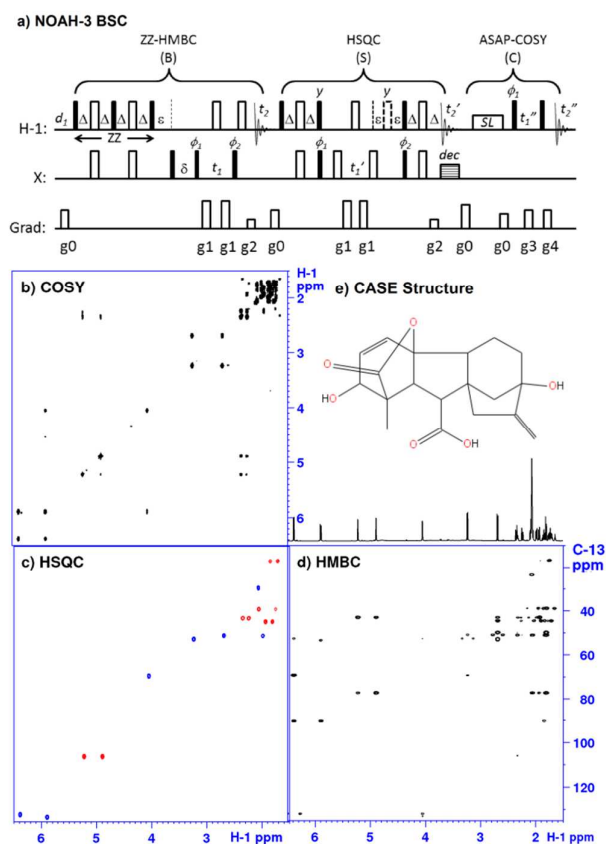 a) NOAH-3 BSC
ZZ-HMBC
(B)
HSQC
(S)
ASAP-COSY
(C)
y
y
ϕ1
H-1:
d1
Δ
Δ
Δ
Δ
ε
t2
Δ
Δ
ε
ε
Δ
Δ
t2'
SL
t1''
t2''
ZZ
X:
δ
ϕ1
t1
ϕ2
ϕ1
t1'
ϕ2
dec
Grad:
g0 g1 g1 g2 g0 g1 g1 g2 g0 g0 g3 g4
b) COSY
H-1
ppm
2
3
4
5
6
e) CASE Structure
O
O
HO
O
OH
OH
c) HSQC
d) HMBC
C-13
ppm
40
60
80
100
120
6 5 4 3 2 H-1 ppm
6 5 4 3 2 H-1 ppm